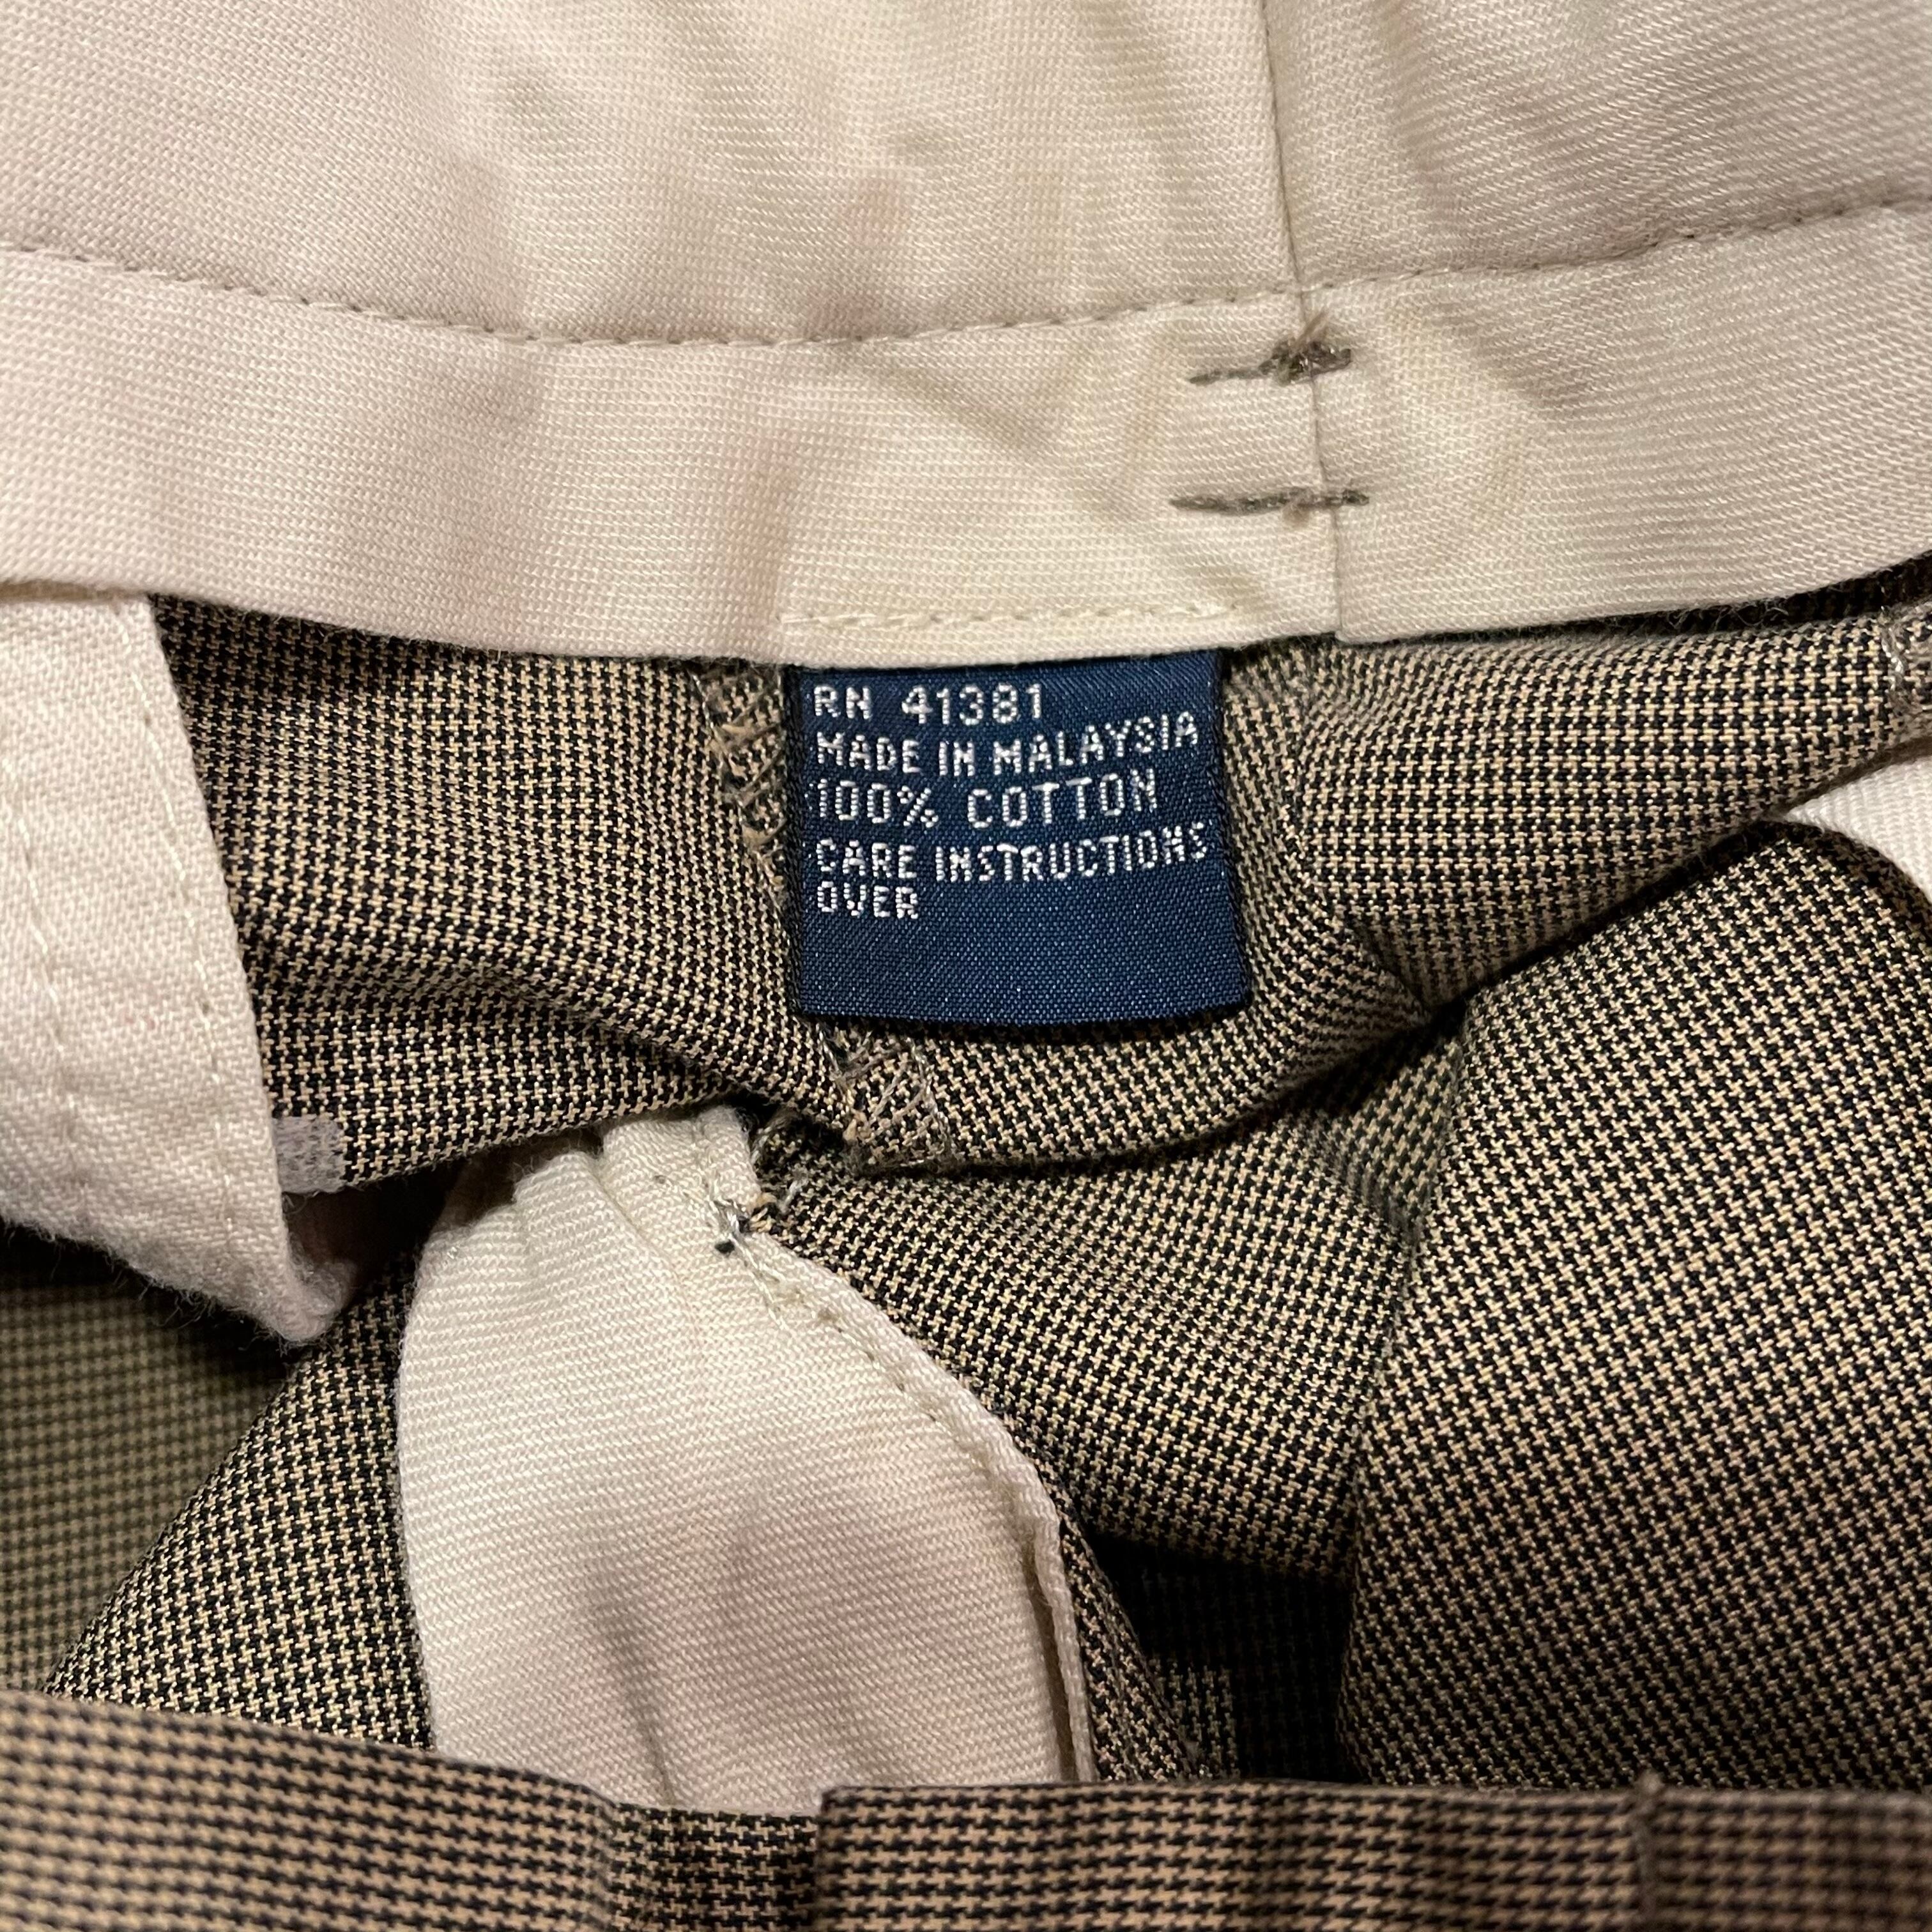 RN 41381
MADE IN MALAYSIA
100% COTTON
CARE INSTRUCTIONS
OVER